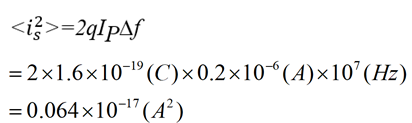 <i_s^2>=2qI_PΔf
=2×1.6×10^{-19}(C)×0.2×10^{-6}(A)×10^7(Hz)
=0.064×10^{-17}(A^2)